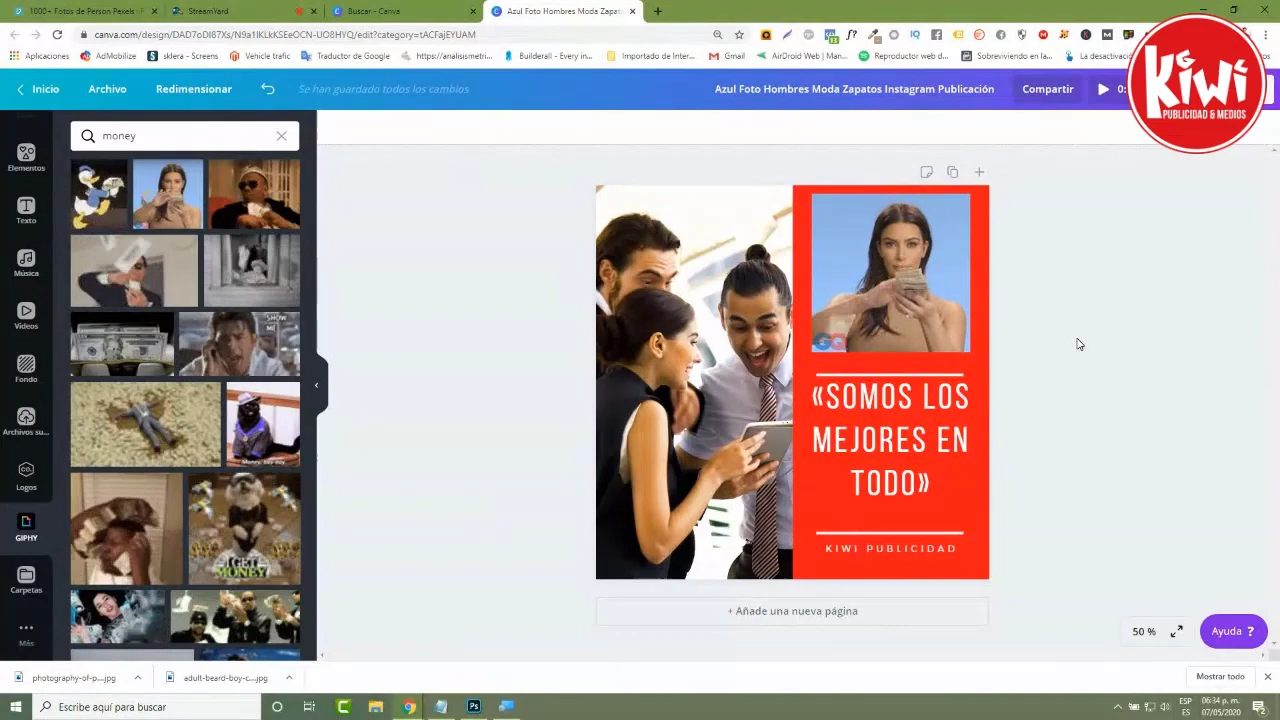 1000+ Fitos de Person Pexels
Skereen
Buscar - Canva
Azul Foto Hombres Moda Zapat
canva.com/design/DAD7oDI87Xs/N9a1IKLkKSEeOCN-UO8HYQ/edit?category=tACFajEYUAM
Aplicaciones
AdMobilize
sklera - Screens
Vehicle trafic
Traductor de Google
https://analisismetri...
Builderall - Every I...
Importado de Inter...
Gmail
AirDroid Web | Man...
Reproductor web d...
Sobreviviendo en la...
La desactivació
Inicio
Archivo
Redimensionar
Se han guardado todos los cambios
Azul Foto Hombres Moda Zapatos Instagram Publicación
Compartir
KiWi
PUBLICIDAD & MEDIOS
money
Elementos
Texto
Música
Vídeos
Fondo
Archivos su...
Logos
GIPHY
Carpetas
Más
SHOW
ME
I GET
MONEY
«SOMOS LOS
MEJORES EN
TODO»
KIWI PUBLICIDAD
+ Añade una nueva página
50 %
Ayuda ?
photography-of-p....jpg
adult-beard-boy-c....jpg
Mostrar todo
Escribe aquí para buscar
ESP
ES
06:34 p. m.
07/05/2020